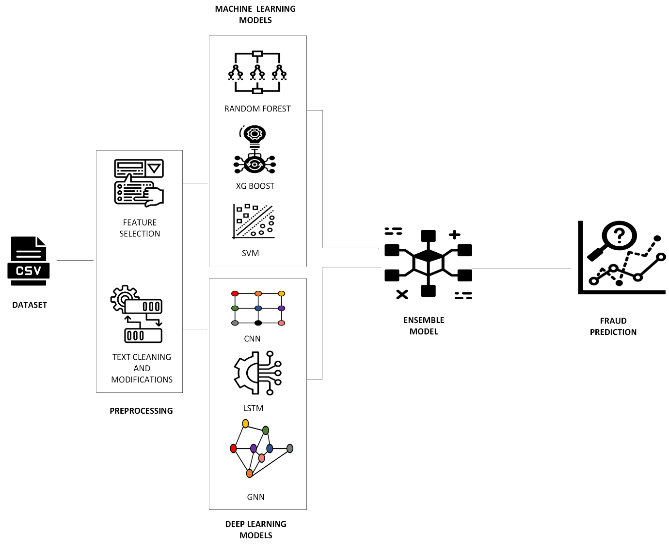 MACHINE LEARNING
MODELS
RANDOM FOREST
XG BOOST
SVM
FEATURE
SELECTION
CSV
DATASET
TEXT CLEANING
AND
MODIFICATIONS
PREPROCESSING
CNN
LSTM
GNN
DEEP LEARNING
MODELS
ENSEMBLE
MODEL
?
FRAUD
PREDICTION